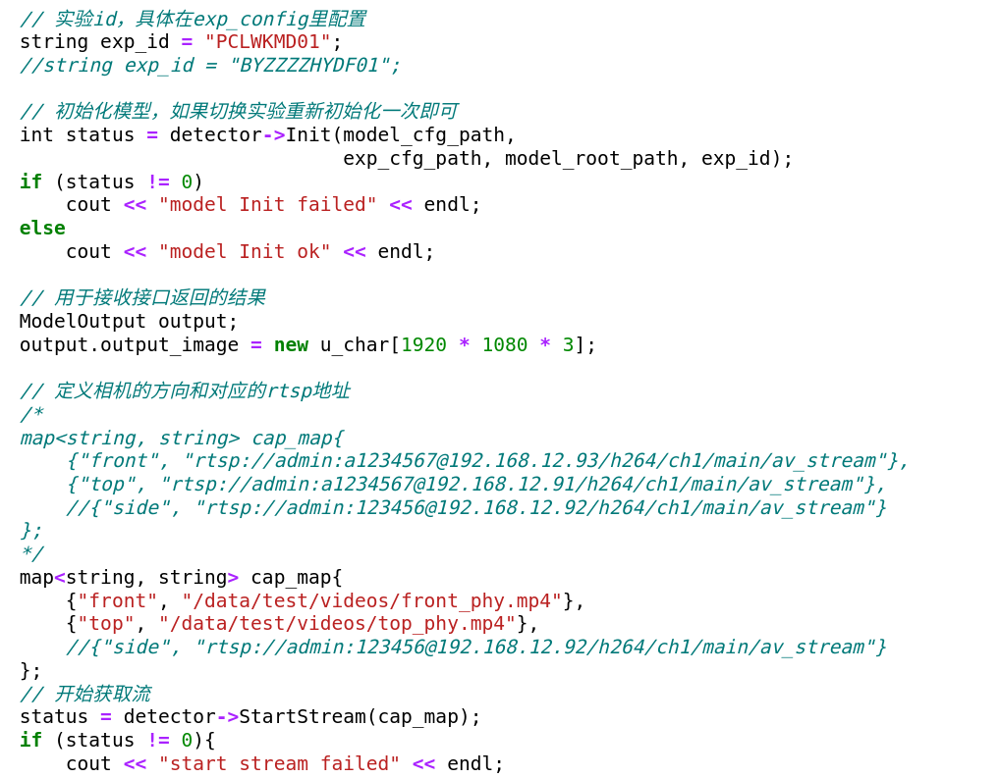 // 实验id，具体在exp_config里配置
string exp_id = "PCLWKMD01";
//string exp_id = "BYZZZZHYDF01";
// 初始化模型，如果切换实验重新初始化一次即可
int status = detector->Init(model_cfg_path,
                            exp_cfg_path, model_root_path, exp_id);
if (status != 0)
    cout << "model Init failed" << endl;
else
    cout << "model Init ok" << endl;
// 用于接收接口返回的结果
ModelOutput output;
output.output_image = new u_char[1920 * 1080 * 3];
// 定义相机的方向和对应的rtsp地址
/*
map<string, string> cap_map{
    {"front", "rtsp://admin:a1234567@192.168.12.93/h264/ch1/main/av_stream"},
    {"top", "rtsp://admin:a1234567@192.168.12.91/h264/ch1/main/av_stream"},
    //{"side", "rtsp://admin:123456@192.168.12.92/h264/ch1/main/av_stream"}
};
*/
map<string, string> cap_map{
    {"front", "/data/test/videos/front_phy.mp4"},
    {"top", "/data/test/videos/top_phy.mp4"},
    //{"side", "rtsp://admin:123456@192.168.12.92/h264/ch1/main/av_stream"}
};
// 开始获取流
status = detector->StartStream(cap_map);
if (status != 0){
    cout << "start stream failed" << endl;